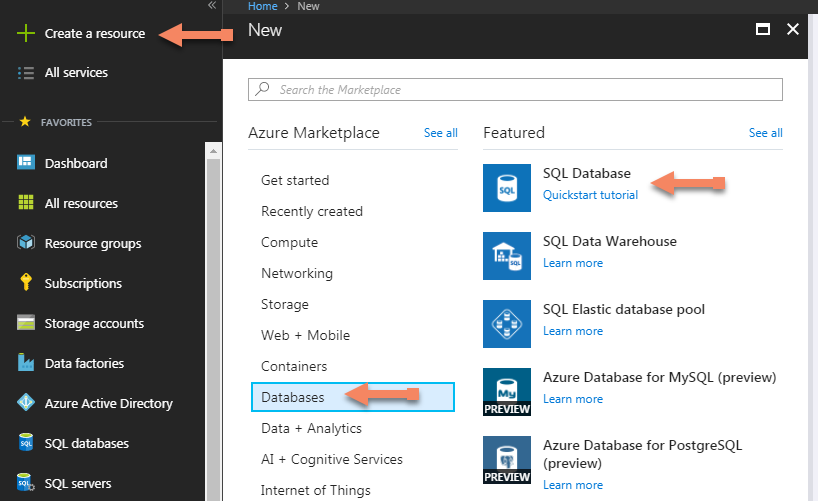 «
Create a resource
All services
FAVORITES
Dashboard
All resources
Resource groups
Subscriptions
Storage accounts
Data factories
Azure Active Directory
SQL databases
SQL servers
Home > New
New
Search the Marketplace
Azure Marketplace See all
Get started
Recently created
Compute
Networking
Storage
Web + Mobile
Containers
Databases
Data + Analytics
AI + Cognitive Services
Internet of Things
Featured See all
SQL
SQL Database
Quickstart tutorial
SQL
SQL Data Warehouse
Learn more
SQL Elastic database pool
Learn more
My
PREVIEW
Azure Database for MySQL (preview)
Learn more
PREVIEW
Azure Database for PostgreSQL
(preview)
Learn more